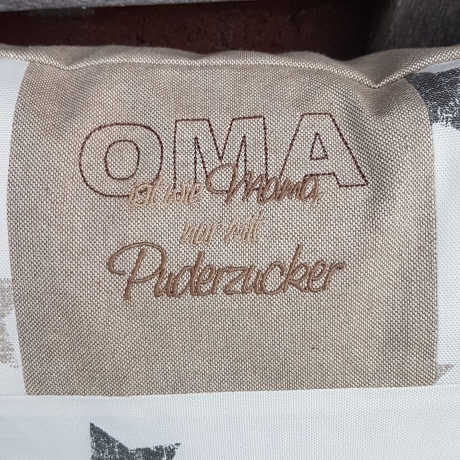 OMA
ist wie Mama,
nur mit
Puderzucker